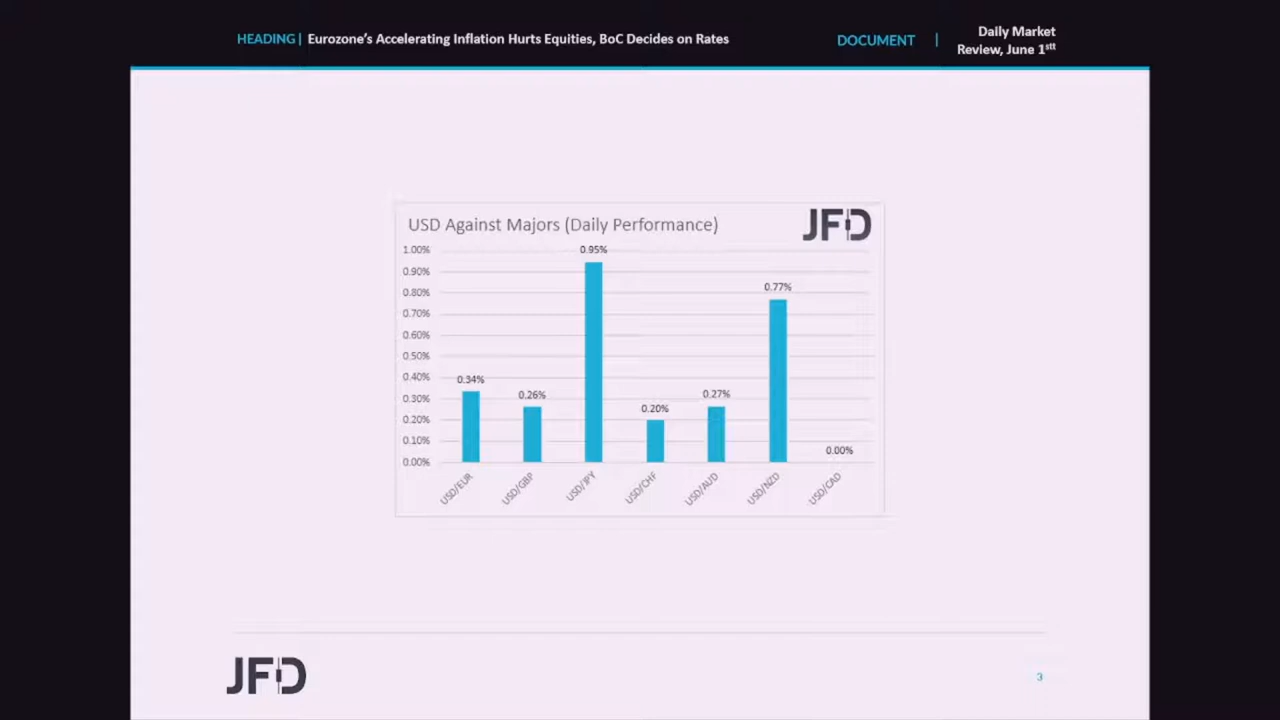 HEADING| Eurozone's Accelerating Inflation Hurts Equities, BoC Decides on Rates
DOCUMENT |
Daily Market
Review, June 1stt
USD Against Majors (Daily Performance)
JFD
1.00%
0.90%
0.80%
0.70%
0.60%
0.50%
0.40%
0.30%
0.20%
0.10%
0.00%
0.34%
0.26%
0.95%
0.20%
0.27%
0.77%
0.00%
USD/EUR
USD/GBP
USD/JPY
USD/CHF
USD/AUD
USD/NZD
USD/CAD
JFD
3